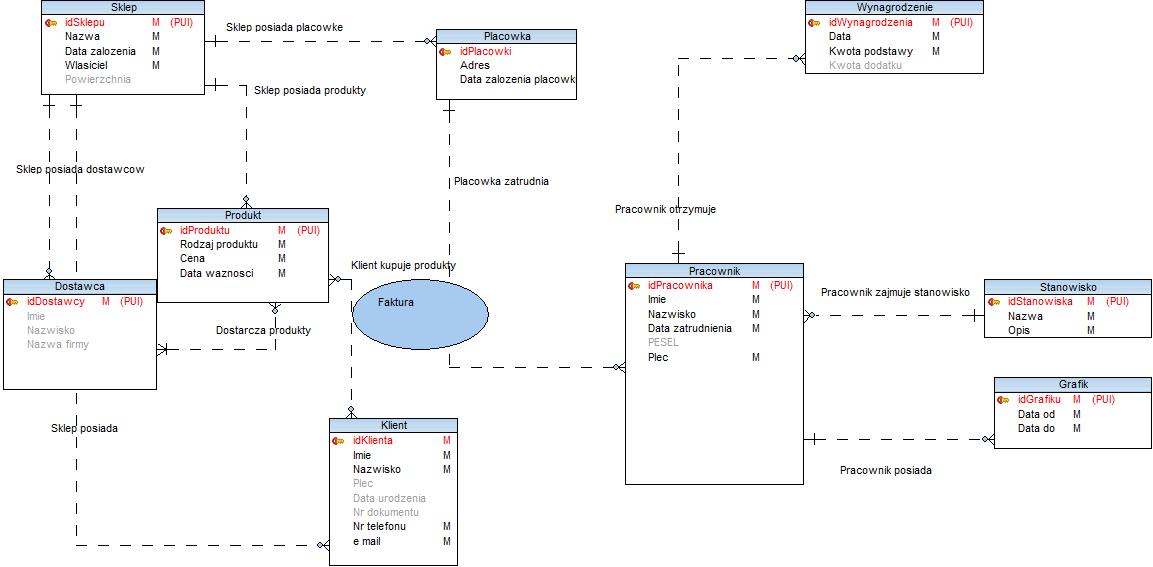 Sklep
idSklepu M (PUI)
Nazwa M
Data zalozenia M
Wlasiciel M
Powierzchnia
Sklep posiada placowke
Placowka
idPlacowki
Adres
Data zalozenia placowk
Wynagrodzenie
idWynagrodzenia M (PUI)
Data M
Kwota podstawy M
Kwota dodatku
Sklep posiada produkty
Sklep posiada dostawcow
Placowka zatrudnia
Pracownik otrzymuje
Produkt
idProduktu M (PUI)
Rodzaj produktu M
Cena M
Data waznosci M
Klient kupuje produkty
Faktura
Dostawca
idDostawcy M (PUI)
Imie
Nazwisko
Nazwa firmy
Dostarcza produkty
Pracownik
idPracownika M (PUI)
Imie M
Nazwisko M
Data zatrudnienia M
PESEL
Plec M
Pracownik zajmuje stanowisko
Stanowisko
idStanowiska M (PUI)
Nazwa M
Opis M
Grafik
idGrafiku M (PUI)
Data od M
Data do M
Pracownik posiada
Sklep posiada
Klient
idKlienta M
Imie M
Nazwisko M
Plec
Data urodzenia
Nr dokumentu
Nr telefonu M
e mail M